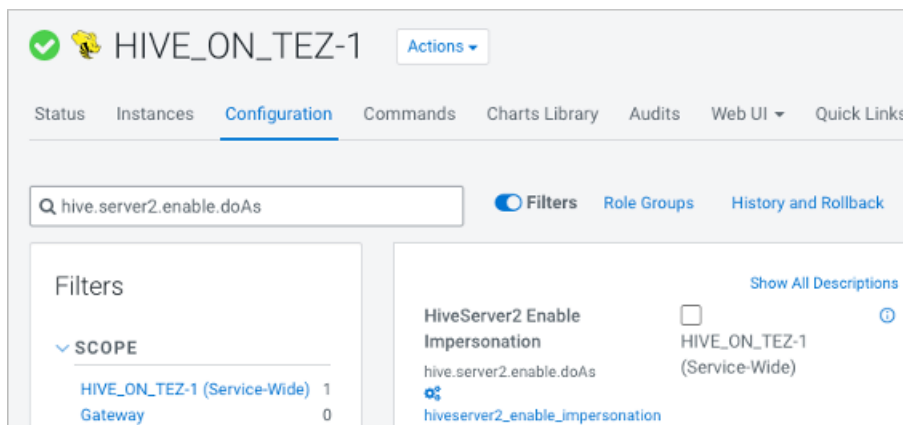 HIVE_ON_TEZ-1
Actions
Status Instances Configuration Commands Charts Library Audits Web UI Quick Links
hive.server2.enable.doAs
Filters Role Groups History and Rollback
Filters
SCOPE
HIVE_ON_TEZ-1 (Service-Wide) 1
Gateway 0
Show All Descriptions
HiveServer2 Enable
Impersonation
hive.server2.enable.doAs
hiveserver2_enable_impersonation
HIVE_ON_TEZ-1
(Service-Wide)